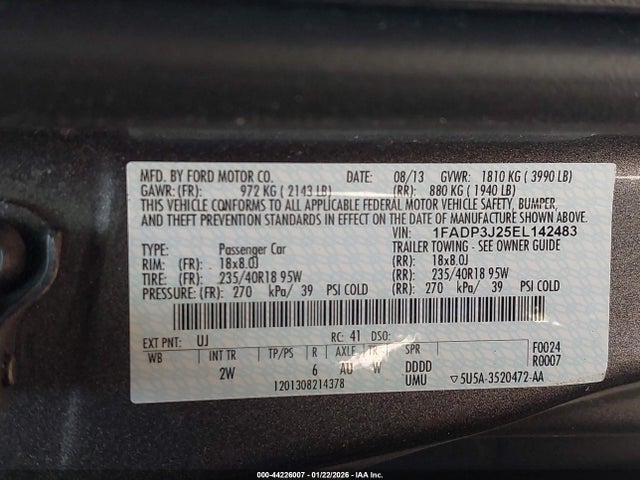 MFD. BY FORD MOTOR CO. DATE: 08/13 GVWR: 1810 KG ( 3990 LB)
GAWR: (FR): 972 KG ( 2143 LB) (RR): 880 KG ( 1940 LB)
THIS VEHICLE CONFORMS TO ALL APPLICABLE FEDERAL MOTOR VEHICLE SAFETY, BUMPER,
AND THEFT PREVENTION STANDARDS IN EFFECT ON THE DATE OF MANUFACTURE SHOWN ABOVE.
VIN: 1FADP3J25EL142483
TYPE: Passenger Car TRAILER TOWING - SEE OWNER GUIDE
RIM: (FR): 18x8.0J (RR): 18x8.0J
TIRE: (FR): 235/40R18 95W (RR): 235/40R18 95W
PRESSURE: (FR): 270 kPa/ 39 PSI COLD (RR): 270 kPa/ 39 PSI COLD
EXT PNT: UJ RC: 41 DSO: F0024
WB INT TR TP/PS R AXLE TR SPR R0007
2W 6 AU W DDDD
1201308214378 UMU ▽5U5A-3520472-AA
000-44226007 - 01/22/2026 - IAA Inc.